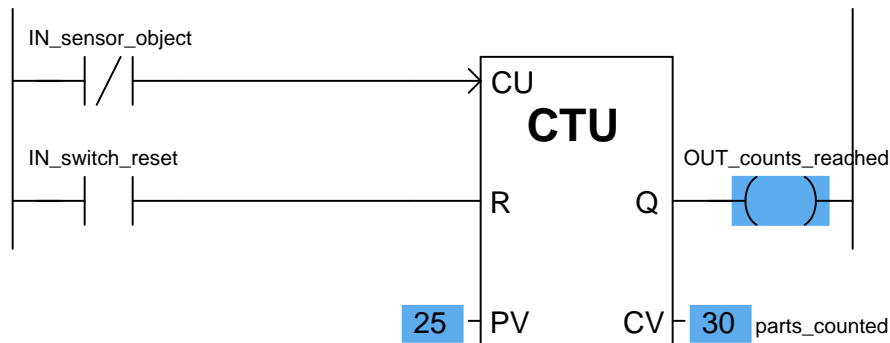 IN_sensor_object
CU
CTU
IN_switch_reset
OUT_counts_reached
R
Q
25
PV
CV
30
parts_counted